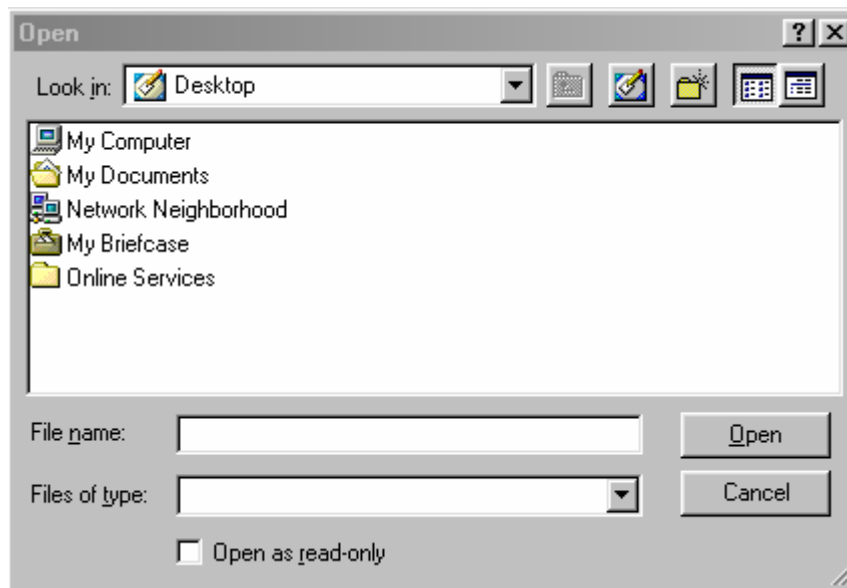 Open
Look in: Desktop
My Computer
My Documents
Network Neighborhood
My Briefcase
Online Services
File name:
Open
Files of type:
Cancel
Open as read-only